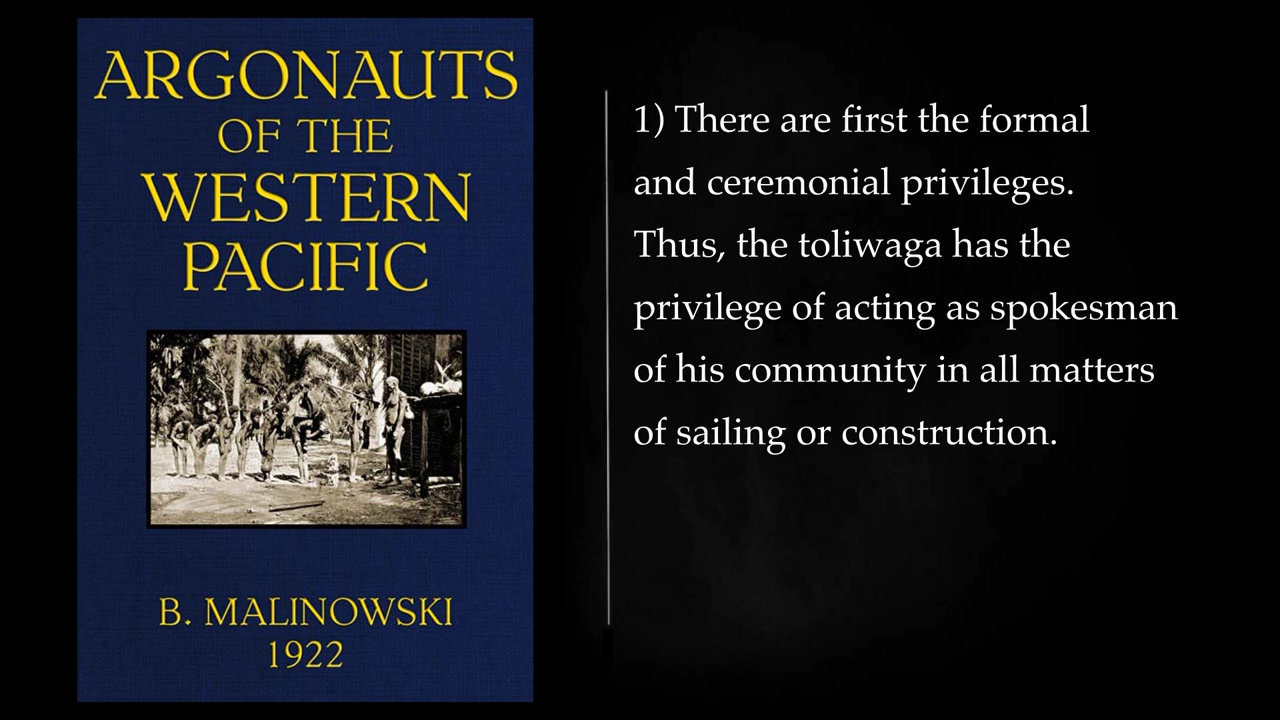 ARGONAUTS
OF THE
WESTERN
PACIFIC
B. MALINOWSKI
1922
1) There are first the formal
and ceremonial privileges.
Thus, the toliwaga has the
privilege of acting as spokesman
of his community in all matters
of sailing or construction.